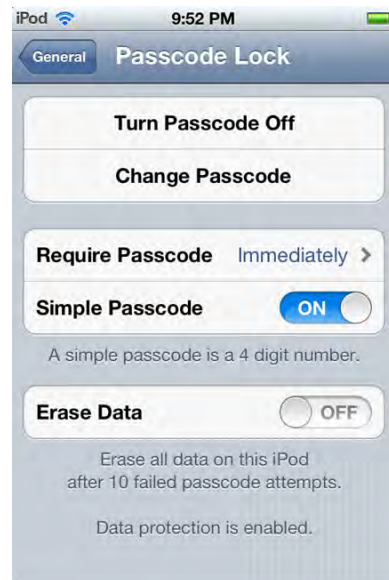 iPod 9:52 PM
General Passcode Lock
Turn Passcode Off
Change Passcode
Require Passcode Immediately
Simple Passcode ON
A simple passcode is a 4 digit number.
Erase Data OFF
Erase all data on this iPod
after 10 failed passcode attempts.
Data protection is enabled.